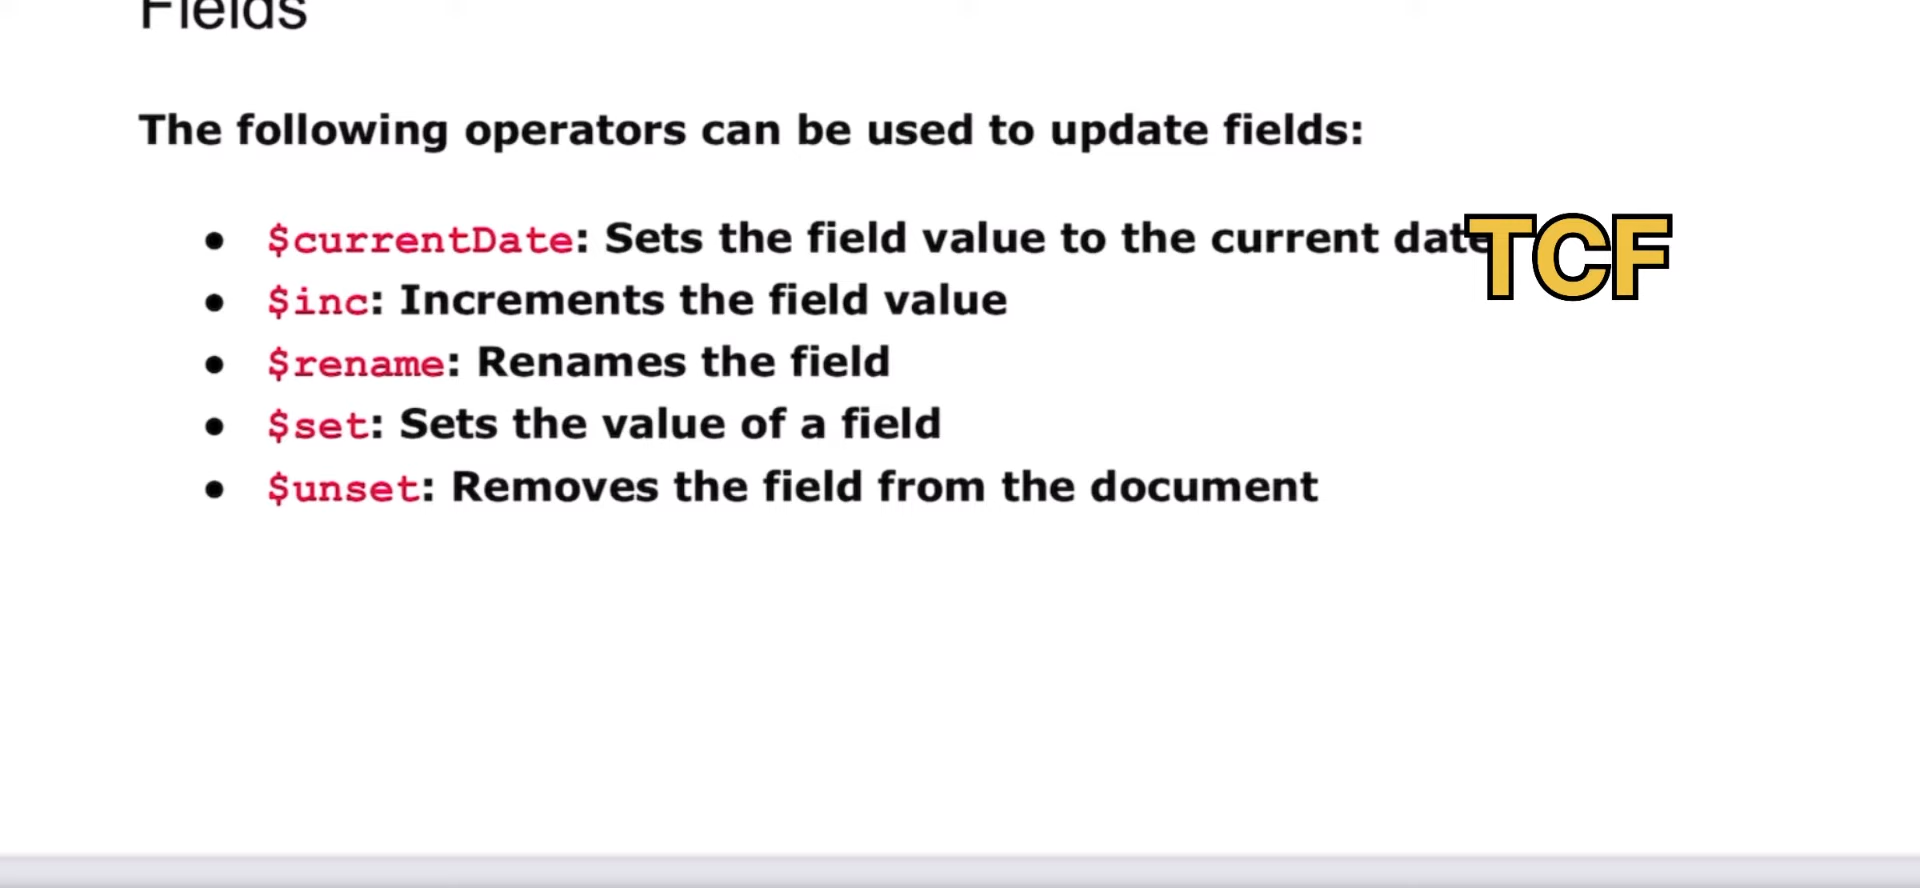 Fields
The following operators can be used to update fields:
• $currentDate: Sets the field value to the current date
TCF
• $inc: Increments the field value
• $rename: Renames the field
• $set: Sets the value of a field
• $unset: Removes the field from the document